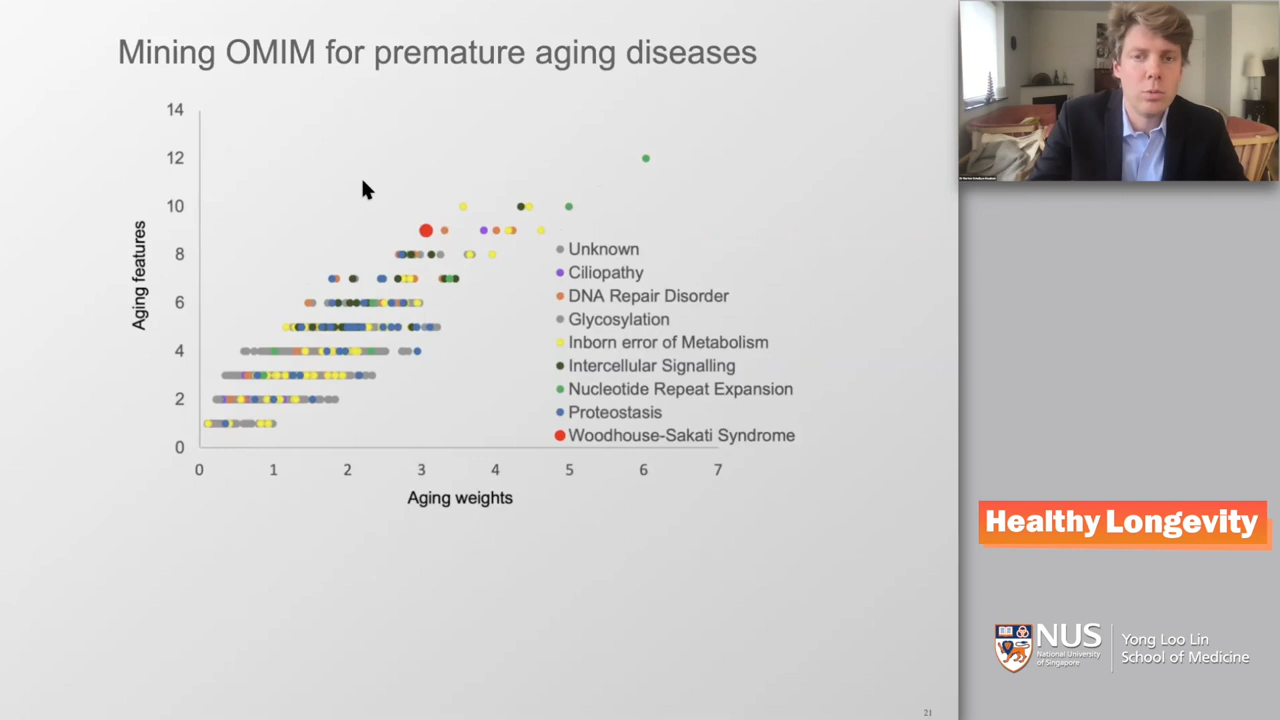 Mining OMIM for premature aging diseases
14
12
10
8
6
4
2
0
Aging features
0 1 2 3 4 5 6 7
Aging weights
Unknown
Ciliopathy
DNA Repair Disorder
Glycosylation
Inborn error of Metabolism
Intercellular Signalling
Nucleotide Repeat Expansion
Proteostasis
Woodhouse-Sakati Syndrome
Healthy Longevity
NUS
National University
of Singapore
Yong Loo Lin
School of Medicine
21